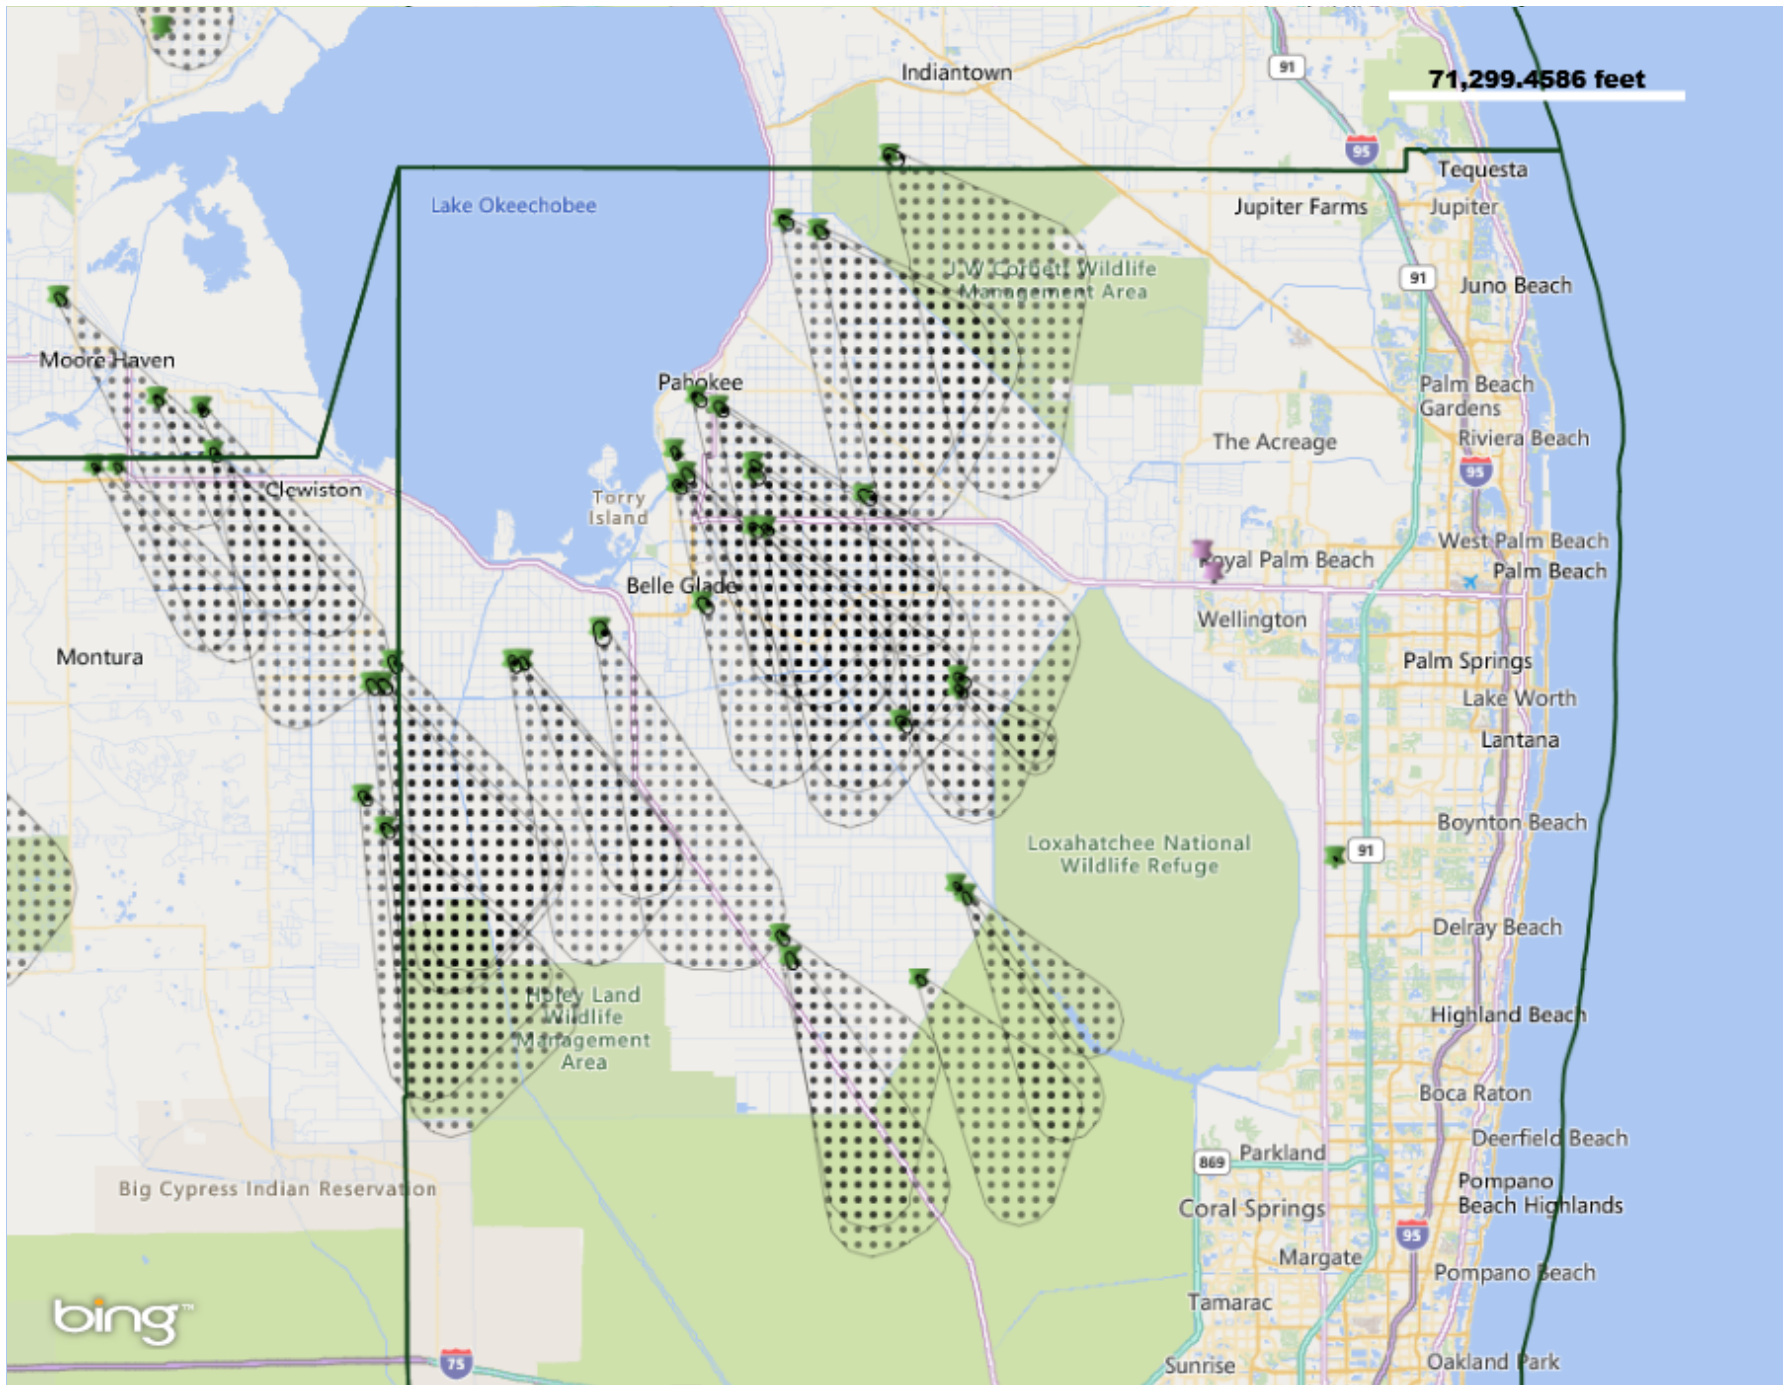 Indiantown
91
71,299.4586 feet
95
Tequesta
Lake Okeechobee
Jupiter Farms
Jupiter
J W Corbett Wildlife
Management Area
91
Juno Beach
Moore Haven
Pahokee
Palm Beach
Gardens
The Acreage
Riviera Beach
95
Clewiston
Torry
Island
West Palm Beach
Royal Palm Beach
Palm Beach
Belle Glade
Wellington
Montura
Palm Springs
Lake Worth
Lantana
Boynton Beach
Loxahatchee National
Wildlife Refuge
91
Delray Beach
Holey Land
Wildlife
Management
Area
Highland Beach
Boca Raton
Deerfield Beach
869
Parkland
Big Cypress Indian Reservation
Pompano
Beach Highlands
Coral Springs
95
Margate
Pompano Beach
Tamarac
bing™
75
Sunrise
Oakland Park